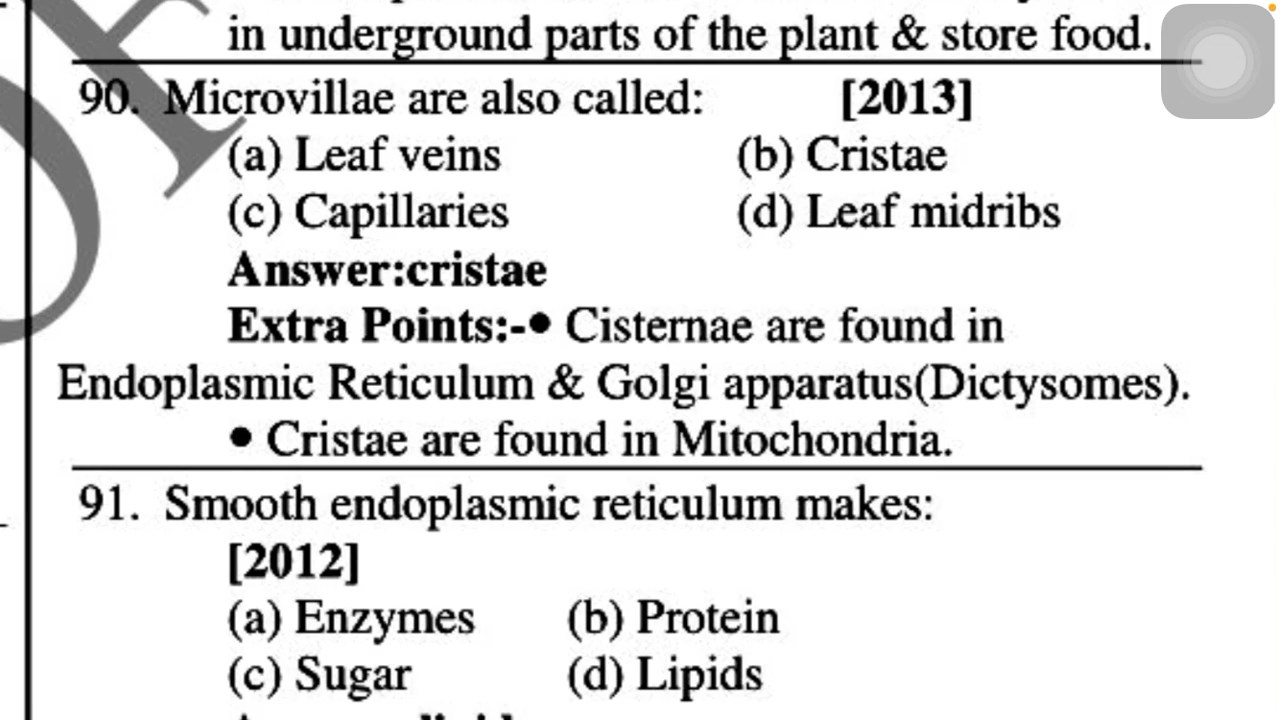 in underground parts of the plant & store food.
90. Microvillae are also called: [2013]
(a) Leaf veins (b) Cristae
(c) Capillaries (d) Leaf midribs
Answer:cristae
Extra Points:-● Cisternae are found in
Endoplasmic Reticulum & Golgi apparatus(Dictysomes).
● Cristae are found in Mitochondria.
91. Smooth endoplasmic reticulum makes:
[2012]
(a) Enzymes (b) Protein
(c) Sugar (d) Lipids